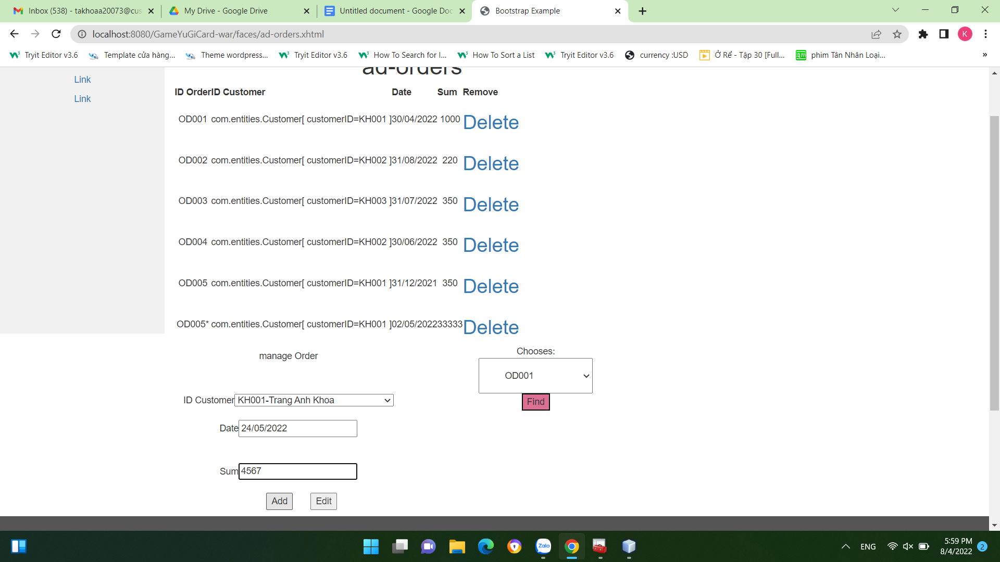 Inbox (538) - takhoaa20073@cus
My Drive - Google Drive
Untitled document - Google Doc
Bootstrap Example
localhost:8080/GameYuGiCard-war/faces/ad-orders.xhtml
K
Tryit Editor v3.6
Template cửa hàng...
Theme wordpress...
Tryit Editor v3.6
How To Search for I...
How To Sort a List
Tryit Editor v3.6
currency :USD
Ở Rể - Tập 30 [Full...
phim Tân Nhân Loại...
»
ad-orders
Link
Link
ID OrderID Customer Date Sum Remove
OD001 com.entities.Customer[ customerID=KH001 ]30/04/2022 1000 Delete
OD002 com.entities.Customer[ customerID=KH002 ]31/08/2022 220 Delete
OD003 com.entities.Customer[ customerID=KH003 ]31/07/2022 350 Delete
OD004 com.entities.Customer[ customerID=KH002 ]30/06/2022 350 Delete
OD005 com.entities.Customer[ customerID=KH001 ]31/12/2021 350 Delete
OD005* com.entities.Customer[ customerID=KH001 ]02/05/202233333Delete
manage Order
Chooses:
OD001
Find
ID Customer KH001-Trang Anh Khoa
Date 24/05/2022
Sum 4567
Add Edit
Zalo
ENG
5:59 PM
8/4/2022
2